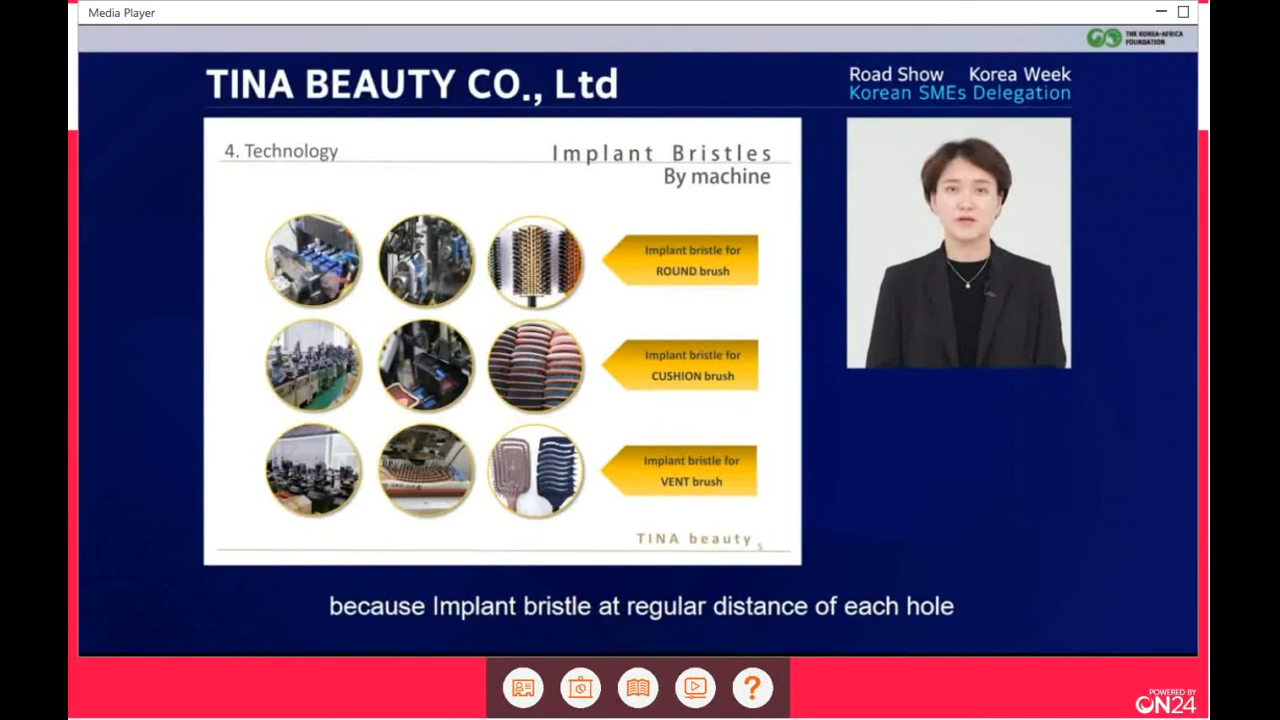 Media Player
THE KOREA-AFRICA
FOUNDATION
TINA BEAUTY CO., Ltd
Road Show Korea Week
Korean SMEs Delegation
4. Technology
Implant Bristles
By machine
Implant bristle for
ROUND brush
Implant bristle for
CUSHION brush
Implant bristle for
VENT brush
TINA beauty
5
because Implant bristle at regular distance of each hole
?
POWERED BY
ON24